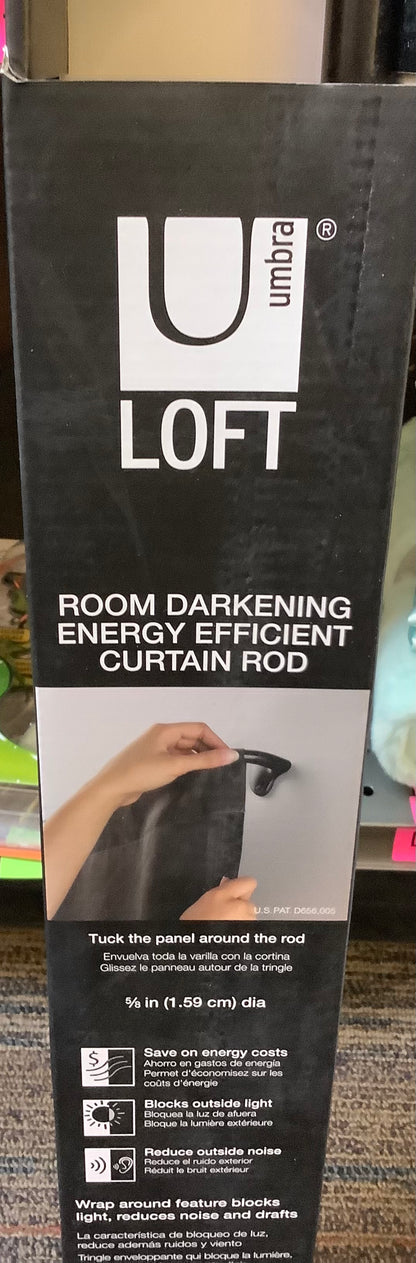 umbra
®
LOFT
ROOM DARKENING
ENERGY EFFICIENT
CURTAIN ROD
U.S. PAT. D656,005
Tuck the panel around the rod
Envuelva toda la varilla con la cortina
Glissez le panneau autour de la tringle
⅝ in (1.59 cm) dia
Save on energy costs
Ahorro en gastos de energía
Permet d'économisez sur les
coûts d'énergie
Blocks outside light
Bloquea la luz de afuera
Bloque la lumière extérieure
Reduce outside noise
Reduce el ruido exterior
Réduit le bruit extérieur
Wrap around feature blocks
light, reduces noise and drafts
La característica de bloqueo de luz,
reduce además ruidos y viento
Tringle enveloppante qui bloque la lumière,